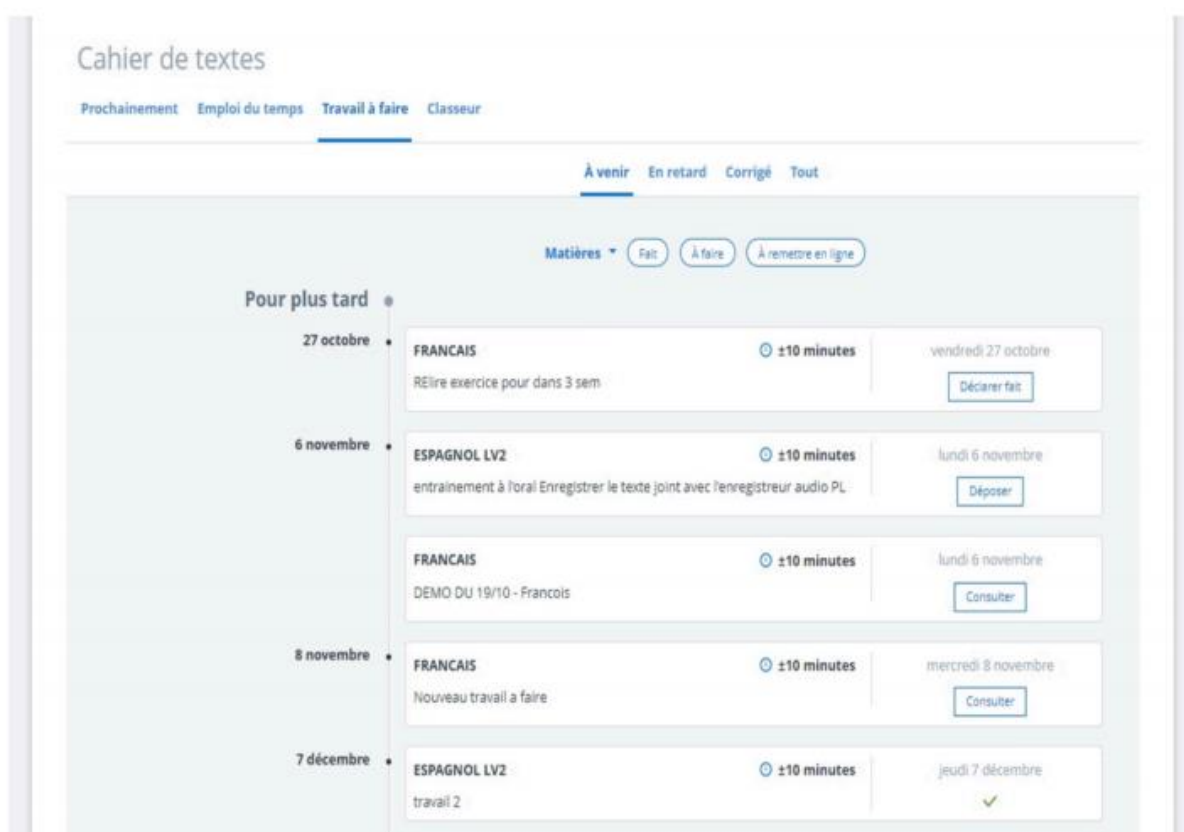 Cahier de textes
Prochainement Emploi du temps Travail à faire Classeur
À venir En retard Corrigé Tout
Matières Fait À faire À remettre en ligne
Pour plus tard
27 octobre
FRANCAIS ±10 minutes vendredi 27 octobre
RElire exercice pour dans 3 sem Déclarer fait
6 novembre
ESPAGNOL LV2 ±10 minutes lundi 6 novembre
entrainement à l'oral Enregistrer le texte joint avec l'enregistreur audio PL Déposer
FRANCAIS ±10 minutes lundi 6 novembre
DEMO DU 19/10 - Francois Consulter
8 novembre
FRANCAIS ±10 minutes mercredi 8 novembre
Nouveau travail a faire Consulter
7 décembre
ESPAGNOL LV2 ±10 minutes jeudi 7 décembre
travail 2